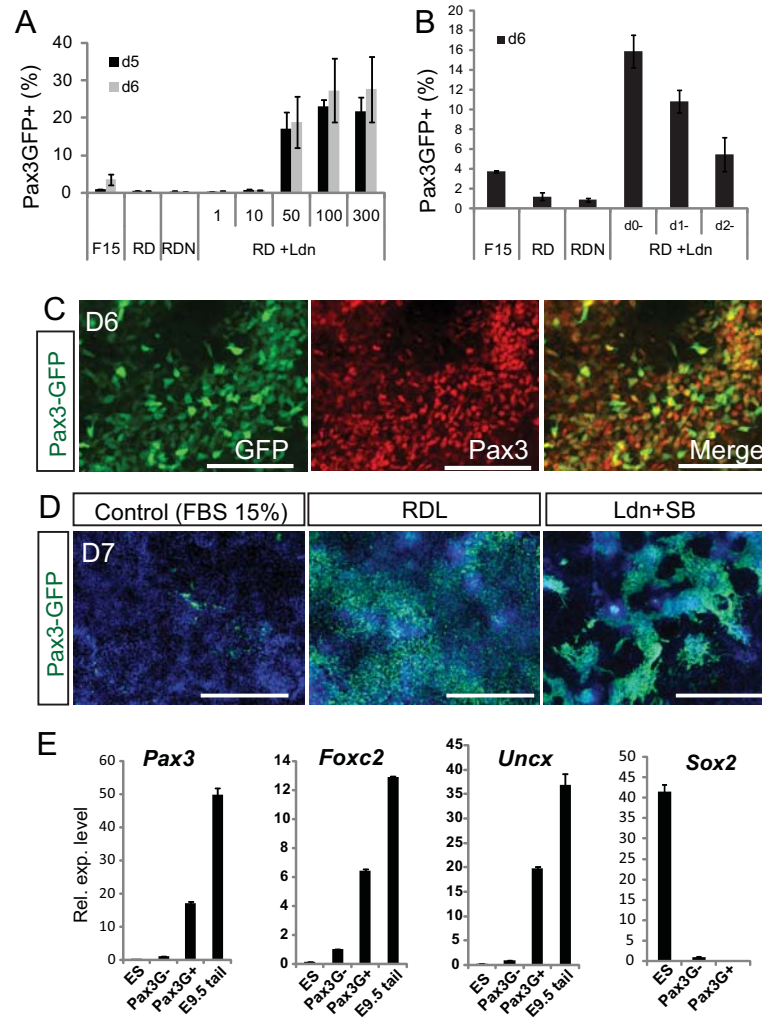 A
Pax3GFP+ (%)
40
30
20
10
0
d5
d6
1 10 50 100 300
F15 RD RDN RD +Ldn
B
Pax3GFP+ (%)
18
16
14
12
10
8
6
4
2
0
d6
d0- d1- d2-
F15 RD RDN RD +Ldn
C
Pax3-GFP
D6
GFP
Pax3
Merge
D
Control (FBS 15%) RDL Ldn+SB
Pax3-GFP
D7
E
Rel. exp. level
Pax3
60
50
40
30
20
10
0
ES Pax3G- Pax3G+ E9.5 tail
Foxc2
14
12
10
8
6
4
2
0
ES Pax3G- Pax3G+ E9.5 tail
Uncx
45
40
35
30
25
20
15
10
5
0
ES Pax3G- Pax3G+ E9.5 tail
Sox2
50
45
40
35
30
25
20
15
10
5
0
ES Pax3G- Pax3G+